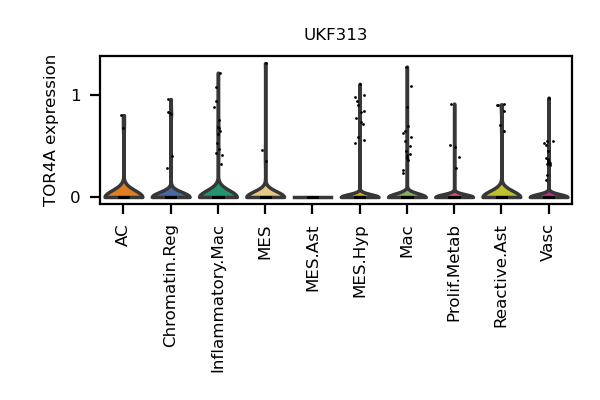 UKF313
TOR4A expression
1
0
AC
Chromatin.Reg
Inflammatory.Mac
MES
MES.Ast
MES.Hyp
Mac
Prolif.Metab
Reactive.Ast
Vasc